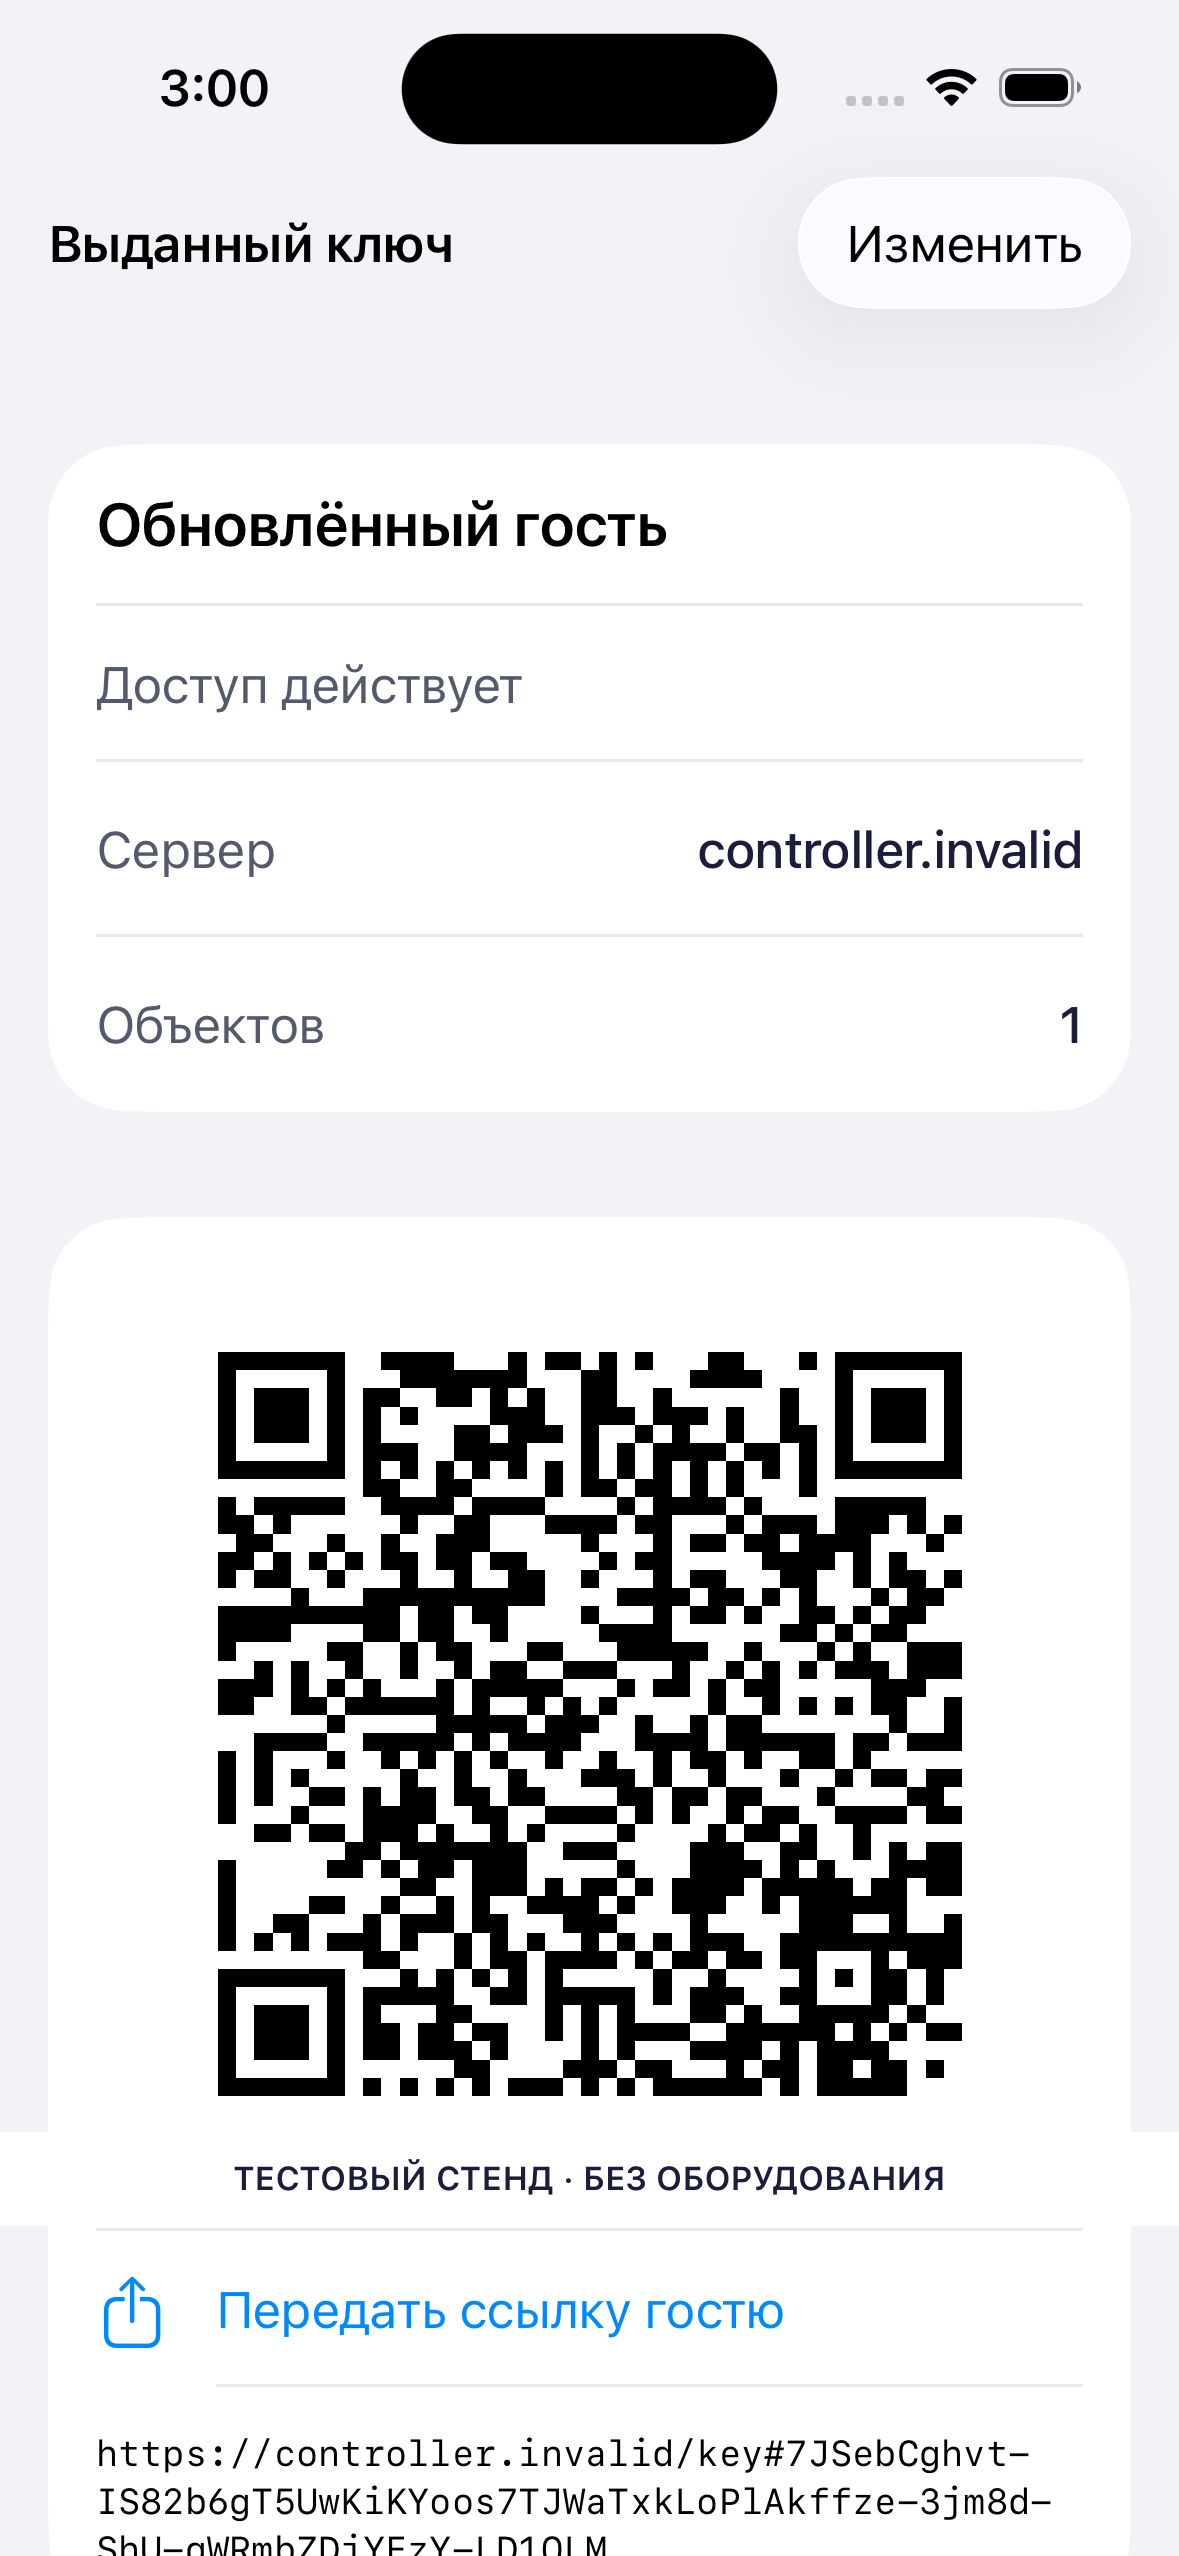 3:00
Выданный ключ
Изменить
Обновлённый гость
Доступ действует
Сервер
controller.invalid
Объектов
1
ТЕСТОВЫЙ СТЕНД · БЕЗ ОБОРУДОВАНИЯ
Передать ссылку гостю
https://controller.invalid/key#7JSebCghvt-
IS82b6gT5UwKiKYoos7TJWaTxkLoPlAkffze-3jm8d-